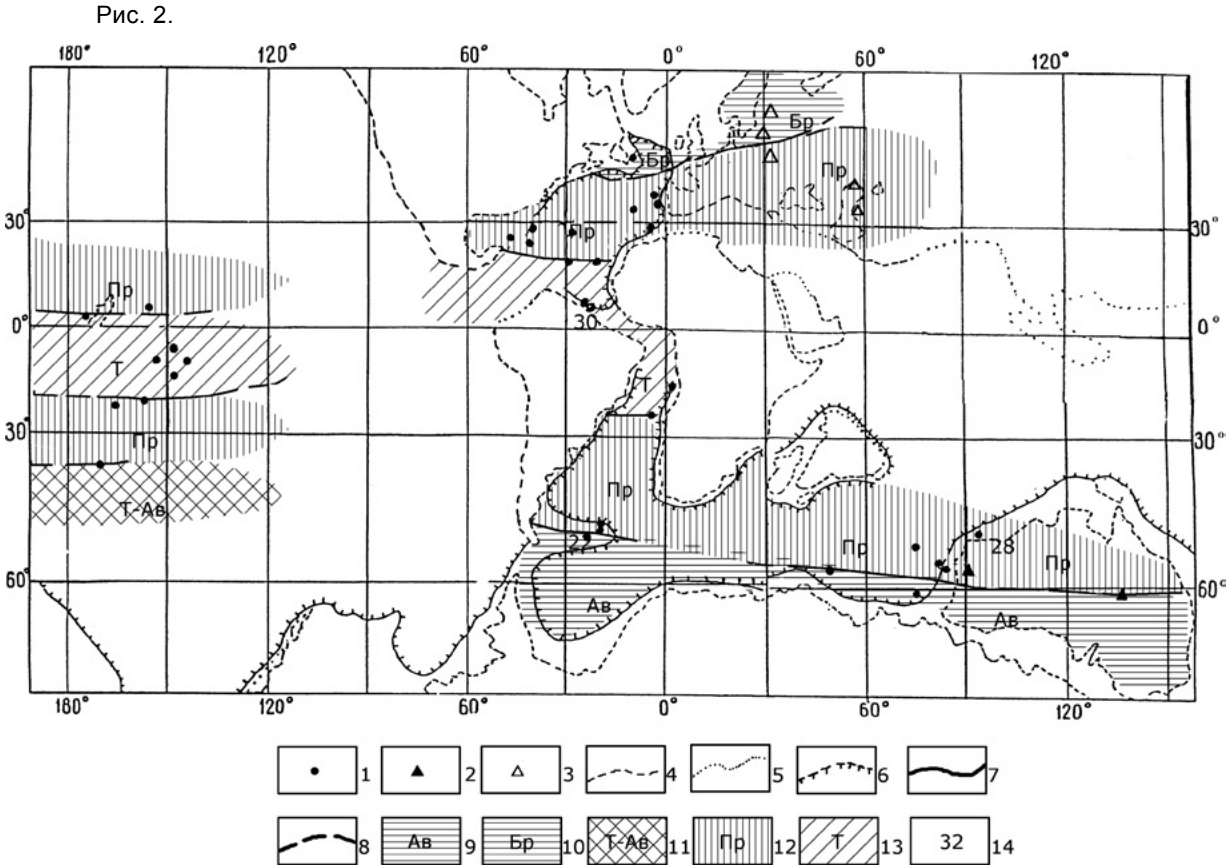 Рис. 2.
180° 120° 60° 0° 60° 120°
Бр
Бр
Пр
30° Пр 30°
Пр
0° 30 0°
Т
Т
30° 30°
Пр
Пр
Т-Ав
27 Пр 28 Пр
60° 60°
Ав Ав
180° 120° 60° 0° 60° 120°
1 2 3 4 5 6 7
8 Ав 9 Бр 10 Т-Ав 11 Пр 12 Т 13 32 14